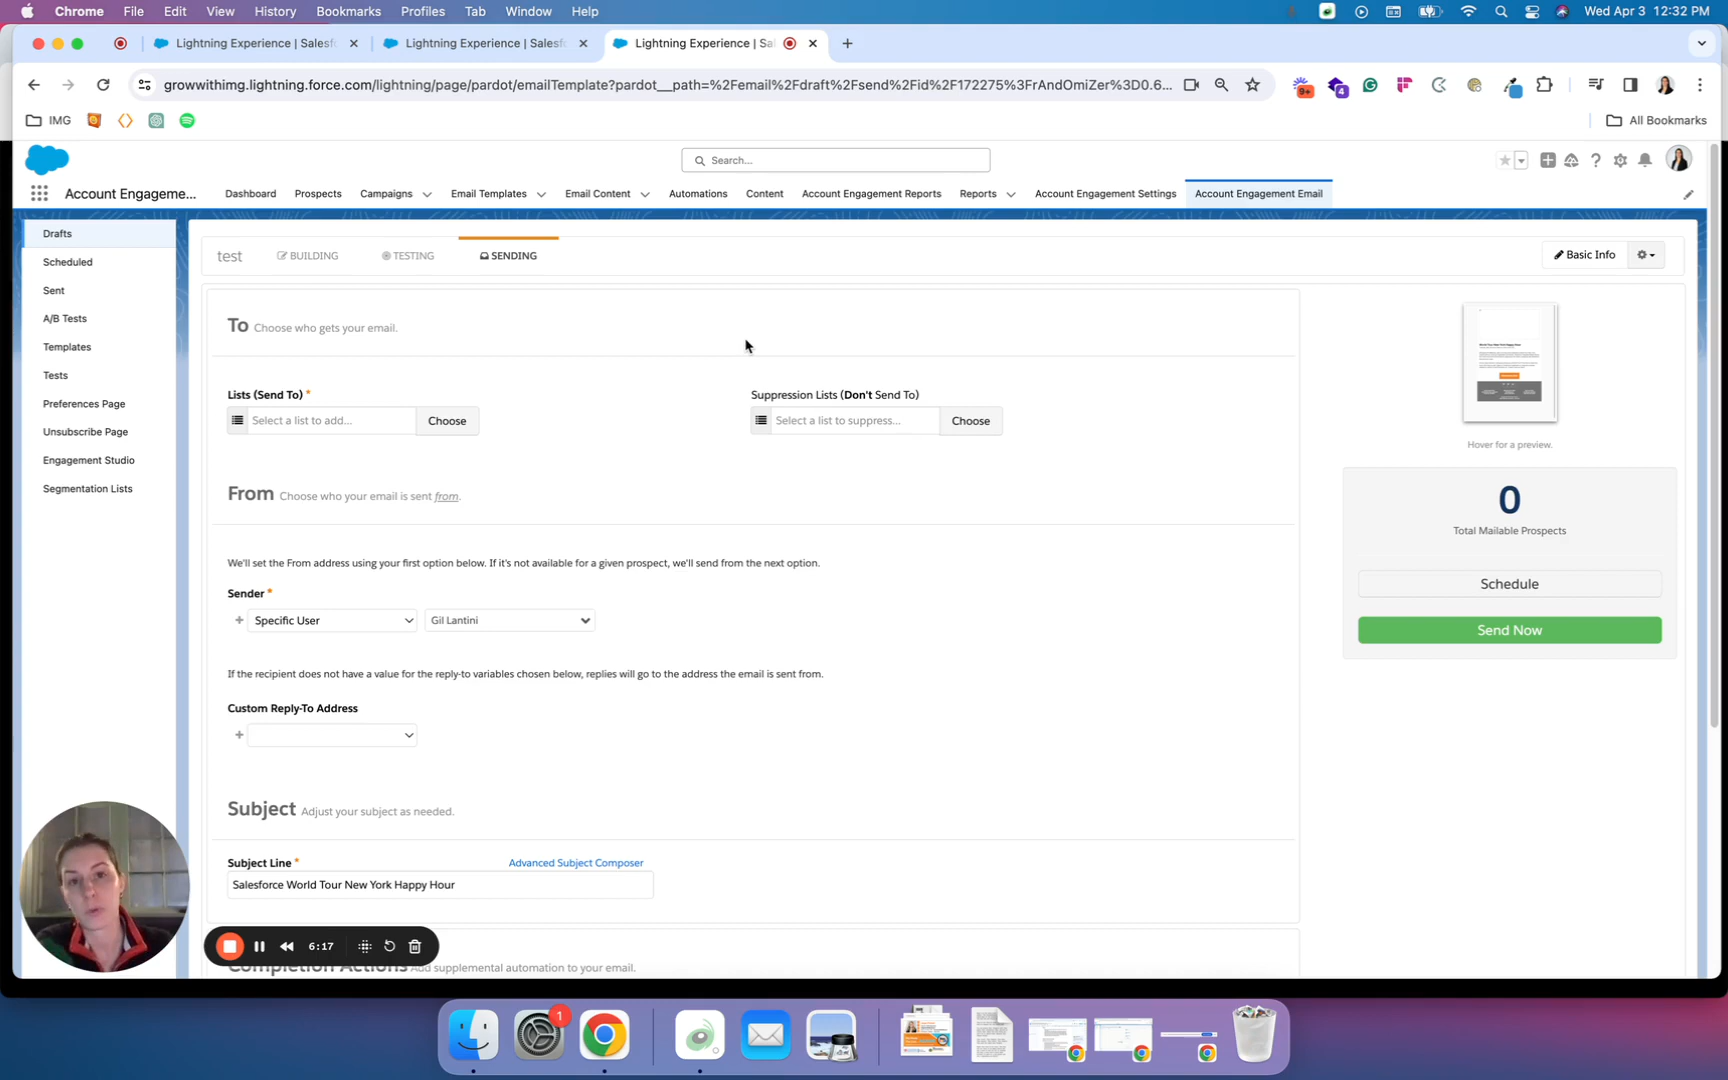 Chrome File Edit View History Bookmarks Profiles Tab Window Help Wed Apr 3 12:32 PM
Lightning Experience | Salesf Lightning Experience | Salesf Lightning Experience | Sa
growwithimg.lightning.force.com/lightning/page/pardot/emailTemplate?pardot__path=%2Femail%2Fdraft%2Fsend%2Fid%2F172275%3FrAndOmiZer%3D0.6... 9+ 4
IMG All Bookmarks
Search...
Account Engageme... Dashboard Prospects Campaigns Email Templates Email Content Automations Content Account Engagement Reports Reports Account Engagement Settings Account Engagement Email
Drafts
Scheduled
Sent
A/B Tests
Templates
Tests
Preferences Page
Unsubscribe Page
Engagement Studio
Segmentation Lists
test BUILDING TESTING SENDING Basic Info
To Choose who gets your email.
Lists (Send To) * Suppression Lists (Don't Send To)
Select a list to add... Choose Select a list to suppress... Choose
From Choose who your email is sent from.
We'll set the From address using your first option below. If it's not available for a given prospect, we'll send from the next option.
Sender *
+ Specific User Gil Lantini
If the recipient does not have a value for the reply-to variables chosen below, replies will go to the address the email is sent from.
Custom Reply-To Address
+
Subject Adjust your subject as needed.
Subject Line * Advanced Subject Composer
Salesforce World Tour New York Happy Hour
Completion Actions Add supplemental automation to your email.
Hover for a preview.
0
Total Mailable Prospects
Schedule
Send Now
6:17
1